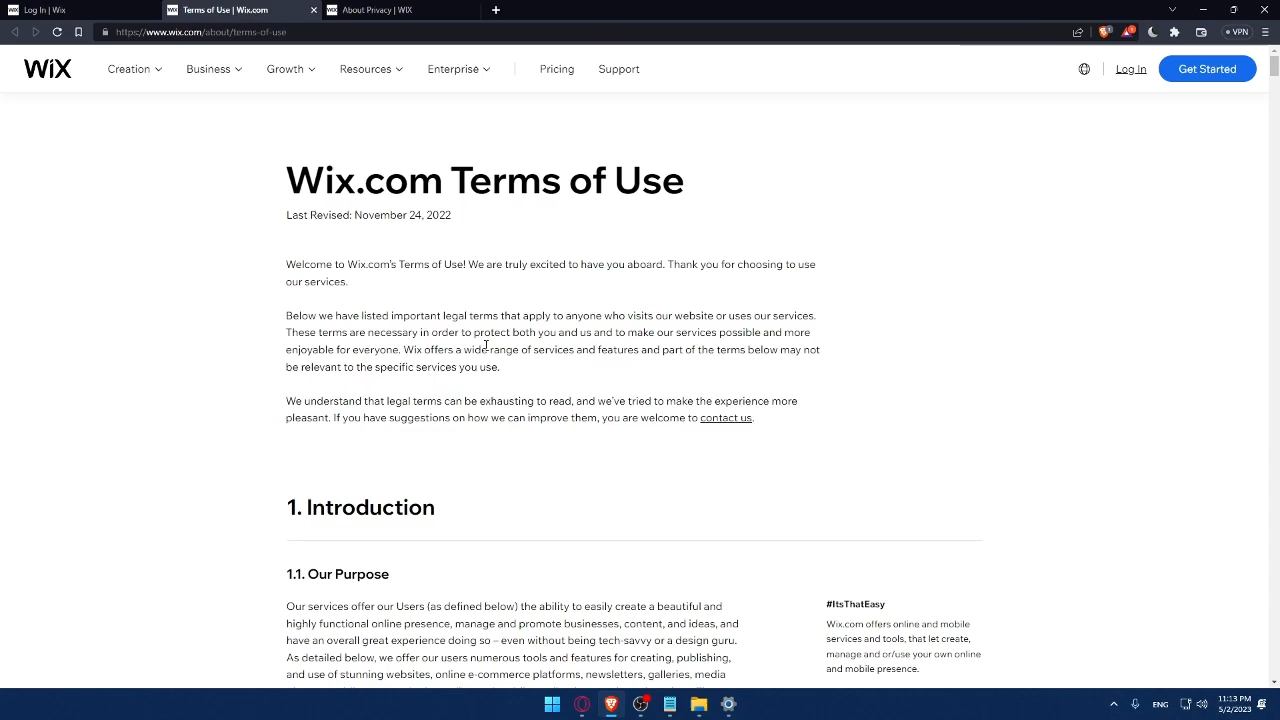 Log In | Wix
Terms of Use | Wix.com
About Privacy | WIX
https://www.wix.com/about/terms-of-use
VPN
WiX
Creation
Business
Growth
Resources
Enterprise
Pricing
Support
Log In
Get Started
Wix.com Terms of Use
Last Revised: November 24, 2022
Welcome to Wix.com's Terms of Use! We are truly excited to have you aboard. Thank you for choosing to use
our services.
Below we have listed important legal terms that apply to anyone who visits our website or uses our services.
These terms are necessary in order to protect both you and us and to make our services possible and more
enjoyable for everyone. Wix offers a wide range of services and features and part of the terms below may not
be relevant to the specific services you use.
We understand that legal terms can be exhausting to read, and we've tried to make the experience more
pleasant. If you have suggestions on how we can improve them, you are welcome to contact us.
1. Introduction
1.1. Our Purpose
Our services offer our Users (as defined below) the ability to easily create a beautiful and
highly functional online presence, manage and promote businesses, content, and ideas, and
have an overall great experience doing so – even without being tech-savvy or a design guru.
As detailed below, we offer our users numerous tools and features for creating, publishing,
and use of stunning websites, online e-commerce platforms, newsletters, galleries, media
#ItsThatEasy
Wix.com offers online and mobile
services and tools, that let create,
manage and or/use your own online
and mobile presence.
ENG
11:13 PM
5/2/2023